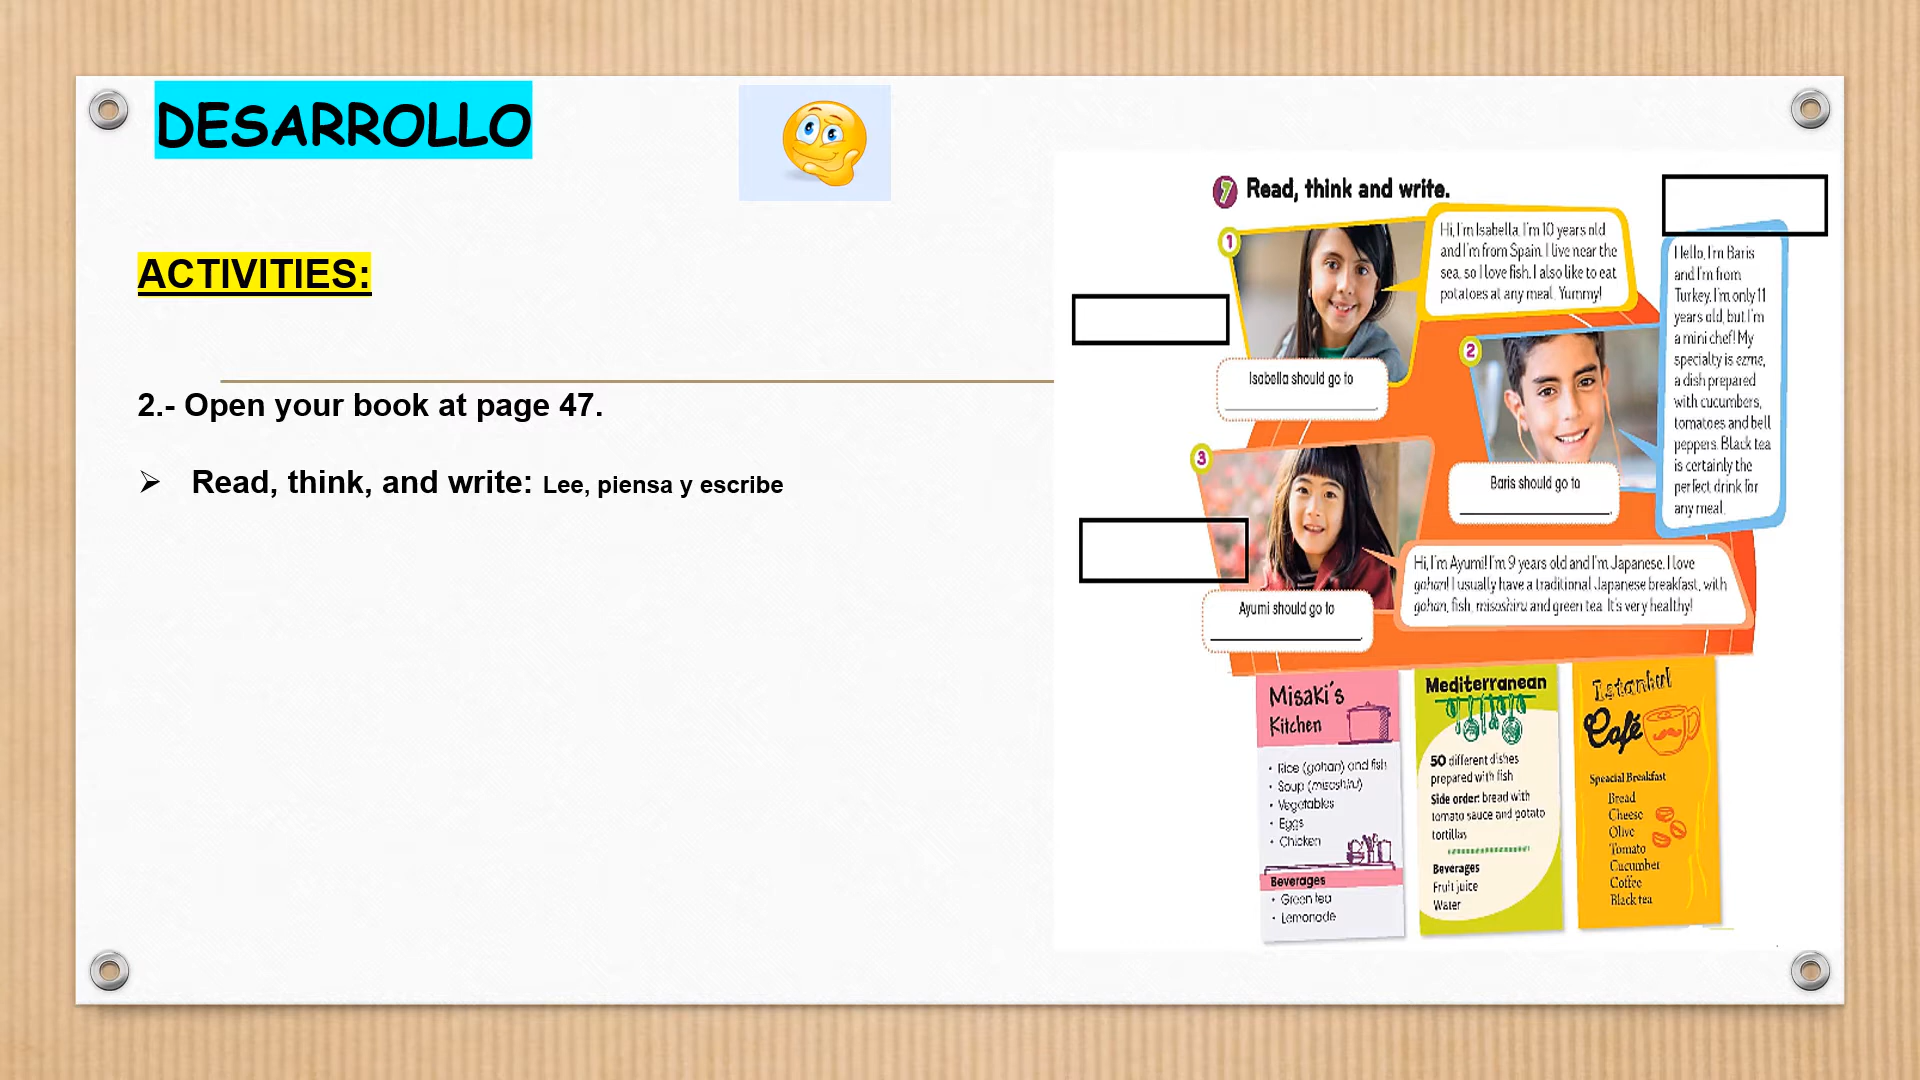 DESARROLLO
ACTIVITIES:
2.- Open your book at page 47.
Read, think, and write: Lee, piensa y escribe
7 Read, think and write.
1
Hi, I'm Isabella. I'm 10 years old
and I'm from Spain. I live near the
sea, so I love fish. I also like to eat
potatoes at any meal. Yummy!
Isabella should go to
2
Hello, I'm Baris
and I'm from
Turkey. I'm only 11
years old, but I'm
a mini chef! My
specialty is ezme,
a dish prepared
with cucumbers,
tomatoes and bell
peppers. Black tea
is certainly the
perfect drink for
any meal.
Baris should go to
3
Hi, I'm Ayumi! I'm 9 years old and I'm Japanese. I love
gohan! I usually have a traditional Japanese breakfast, with
gohan, fish, misoshiru and green tea. It's very healthy!
Ayumi should go to
Misaki's
Kitchen
• Rice (gohan) and fish
• Soup (misoshiru)
• Vegetables
• Eggs
• Chicken
Beverages
• Green tea
• Lemonade
Mediterranean
50 different dishes
prepared with fish
Side order: bread with
tomato sauce and potato
tortillas
Beverages
Fruit juice
Water
Istanbul
Café
Speacial Breakfast
Bread
Cheese
Olive
Tomato
Cucumber
Coffee
Black tea